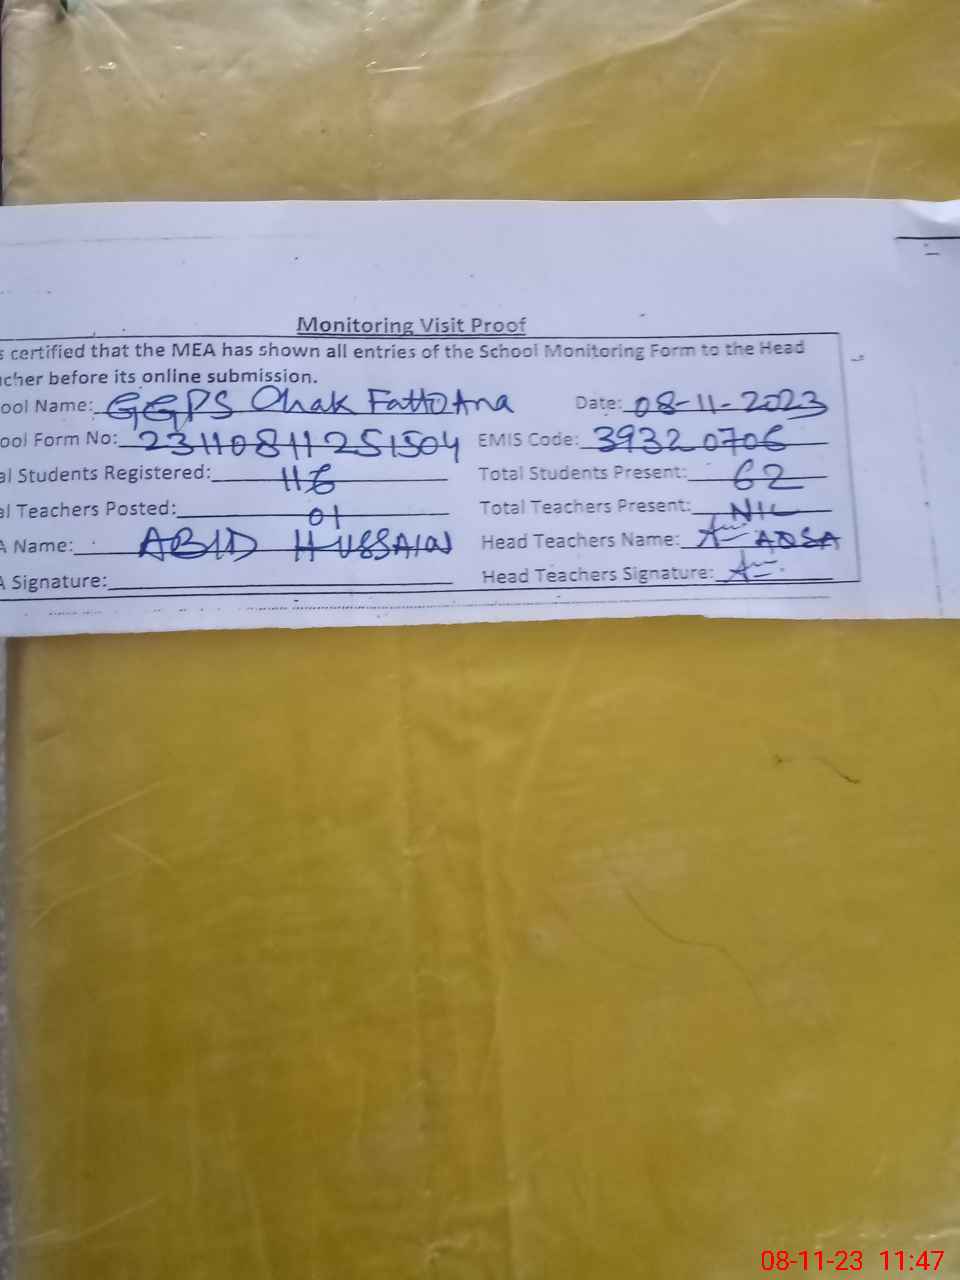 Monitoring Visit Proof
s certified that the MEA has shown all entries of the School Monitoring Form to the Head
cher before its online submission.
ool Name: GGPS Chak Fattoana Date: 08-11-2023
ool Form No: 23110811251504 EMIS Code: 39320706
al Students Registered: 116 Total Students Present: 62
al Teachers Posted: 01 Total Teachers Present: NIL
A Name: ABID HUSSAIN Head Teachers Name: AQSA
A Signature: Head Teachers Signature:
08-11-23 11:47